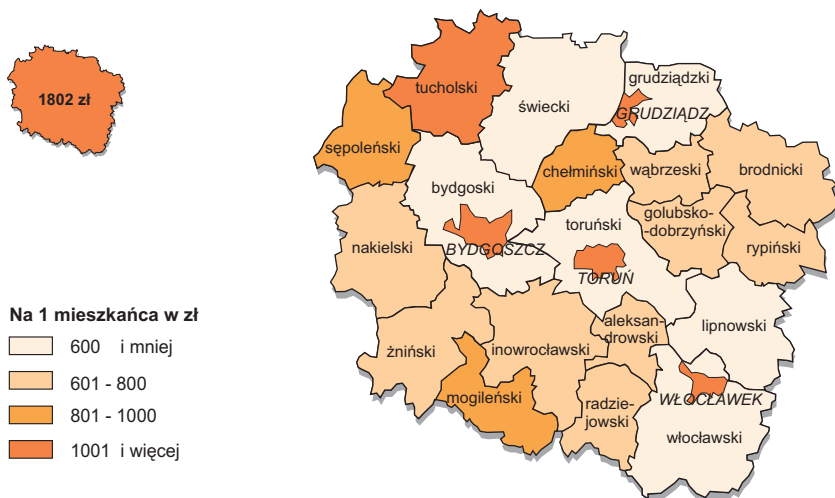 1802 zł
Na 1 mieszkańca w zł
600 i mniej
601 - 800
801 - 1000
1001 i więcej
tucholski
świecki
grudziądzki
GRUDZIĄDZ
sępoleński
chełmiński
wąbrzeski
brodnicki
bydgoski
BYDGOSZCZ
toruński
TORUŃ
golubsko-
-dobrzyński
rypiński
nakielski
żniński
inowrocławski
aleksan-
drowski
lipnowski
mogileński
radzie-
jowski
WŁOCŁAWEK
włocławski